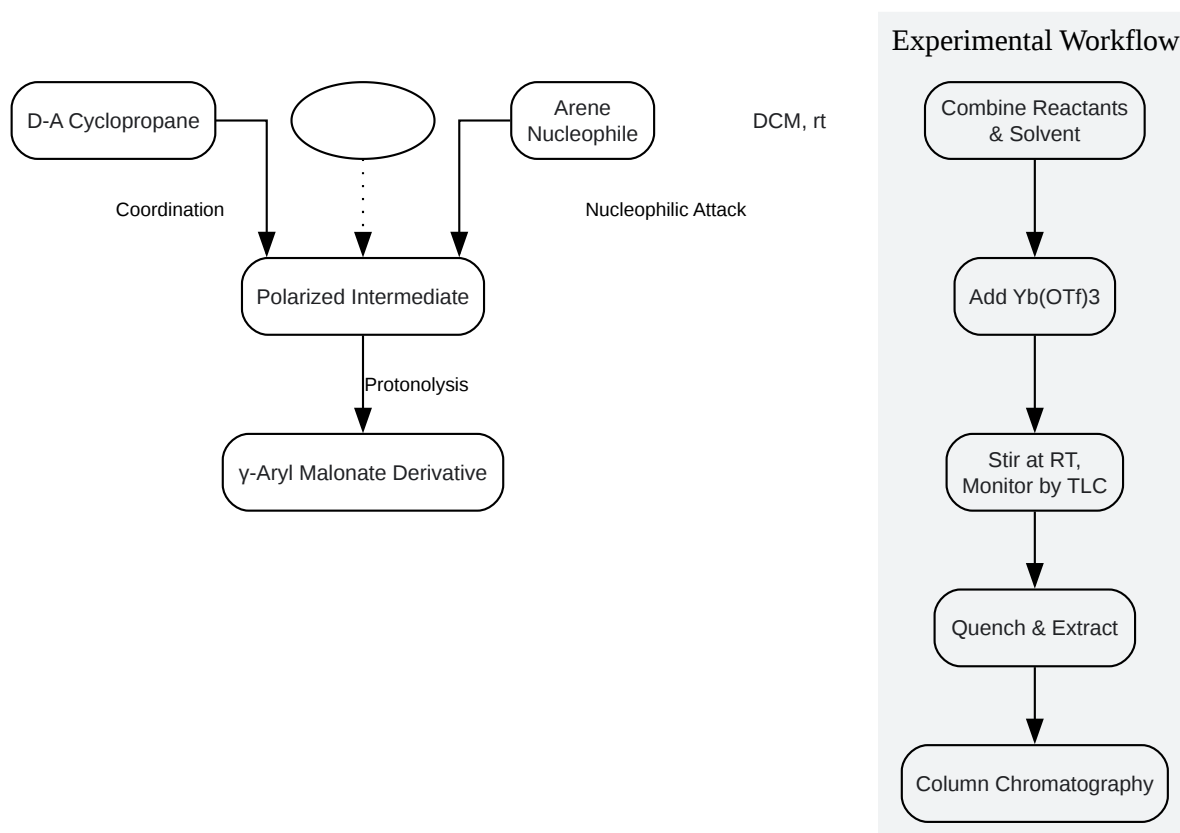 Experimental Workflow
D-A Cyclopropane
Arene
Nucleophile
DCM, rt
Combine Reactants
& Solvent
Coordination
Nucleophilic Attack
Polarized Intermediate
Add Yb(OTf)3
Protonolysis
γ-Aryl Malonate Derivative
Stir at RT,
Monitor by TLC
Quench & Extract
Column Chromatography